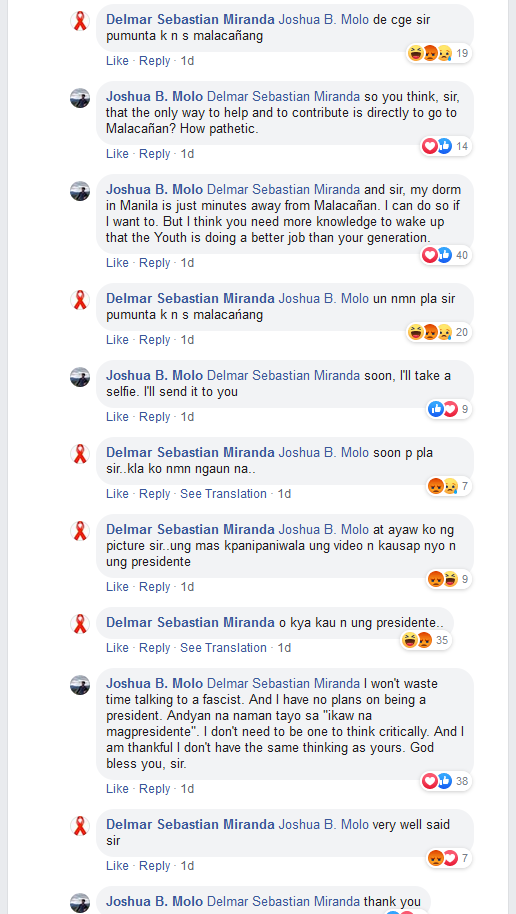 Delmar Sebastian Miranda Joshua B. Molo de cge sir
pumunta k n s malacañang
19
Like · Reply · 1d
Joshua B. Molo Delmar Sebastian Miranda so you think, sir,
that the only way to help and to contribute is directly to go to
Malacañan? How pathetic.
14
Like · Reply · 1d
Joshua B. Molo Delmar Sebastian Miranda and sir, my dorm
in Manila is just minutes away from Malacañan. I can do so if
I want to. But I think you need more knowledge to wake up
that the Youth is doing a better job than your generation.
40
Like · Reply · 1d
Delmar Sebastian Miranda Joshua B. Molo un nmn pla sir
pumunta k n s malacañang
20
Like · Reply · 1d
Joshua B. Molo Delmar Sebastian Miranda soon, I'll take a
selfie. I'll send it to you
9
Like · Reply · 1d
Delmar Sebastian Miranda Joshua B. Molo soon p pla
sir..kla ko nmn ngaun na..
7
Like · Reply · See Translation · 1d
Delmar Sebastian Miranda Joshua B. Molo at ayaw ko ng
picture sir..ung mas kpanipaniwala ung video n kausap nyo n
ung presidente
9
Like · Reply · 1d
Delmar Sebastian Miranda o kya kau n ung presidente..
35
Like · Reply · See Translation · 1d
Joshua B. Molo Delmar Sebastian Miranda I won't waste
time talking to a fascist. And I have no plans on being a
president. Andyan na naman tayo sa "ikaw na
magpresidente". I don't need to be one to think critically. And I
am thankful I don't have the same thinking as yours. God
bless you, sir.
38
Like · Reply · 1d
Delmar Sebastian Miranda Joshua B. Molo very well said
sir
7
Like · Reply · 1d
Joshua B. Molo Delmar Sebastian Miranda thank you